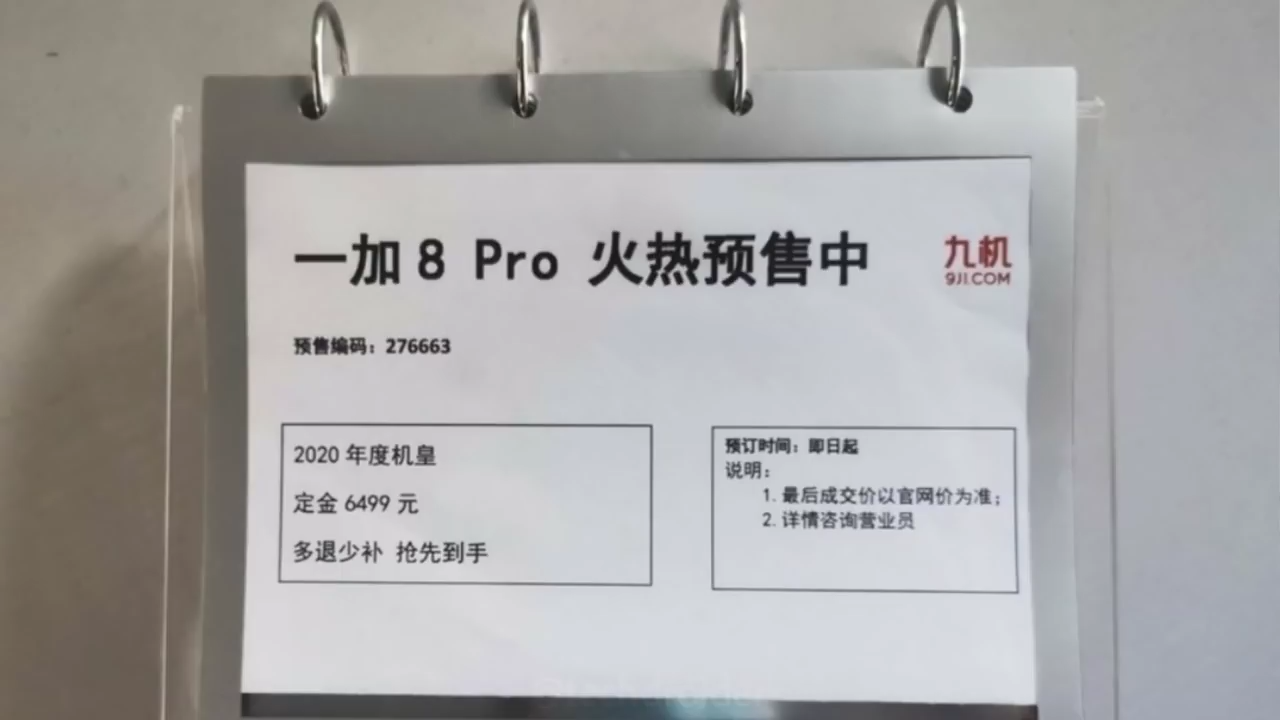 一加8 Pro 火热预售中
九机
9JI.COM
预售编码：276663
2020 年度机皇
定金 6499 元
多退少补 抢先到手
预订时间：即日起
说明：
1. 最后成交价以官网价为准；
2. 详情咨询营业员